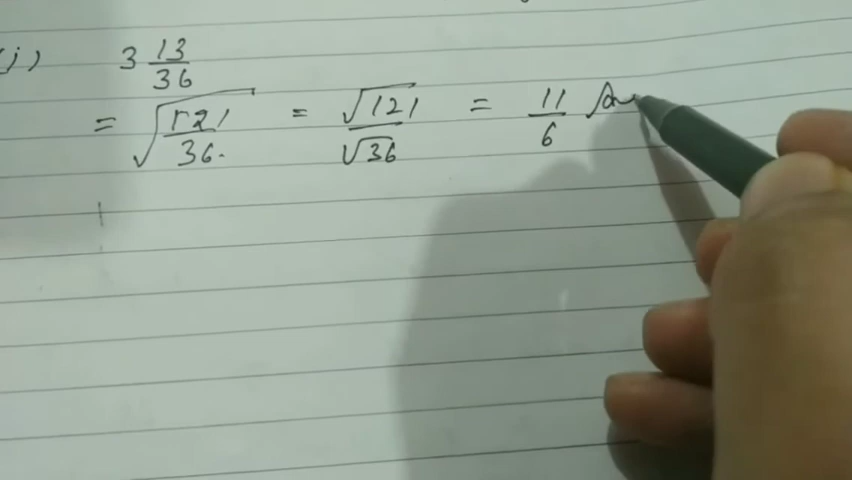 (j) 3 13/36
= √(121/36) = √121/√36 = 11/6